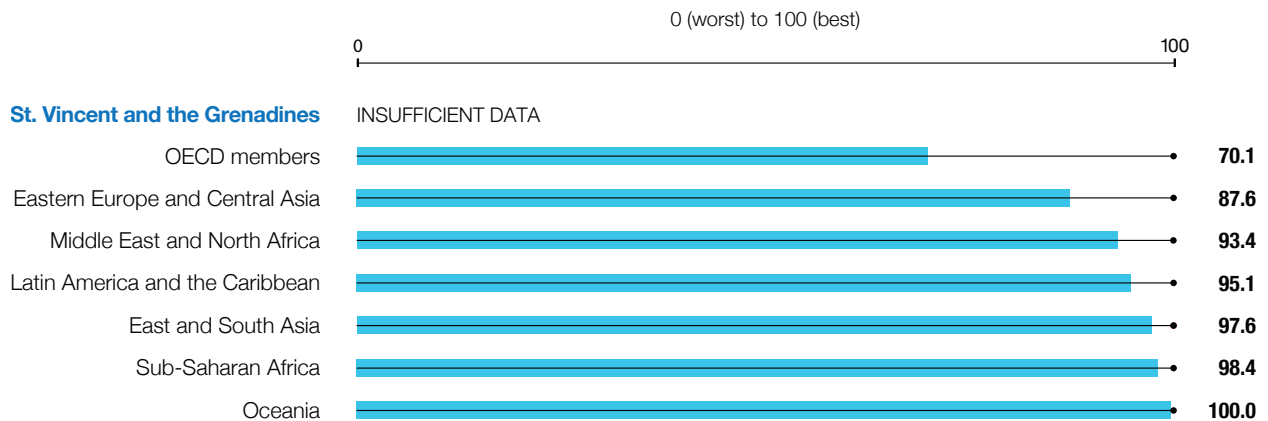 0 (worst) to 100 (best)
0 100
St. Vincent and the Grenadines INSUFFICIENT DATA
OECD members 70.1
Eastern Europe and Central Asia 87.6
Middle East and North Africa 93.4
Latin America and the Caribbean 95.1
East and South Asia 97.6
Sub-Saharan Africa 98.4
Oceania 100.0